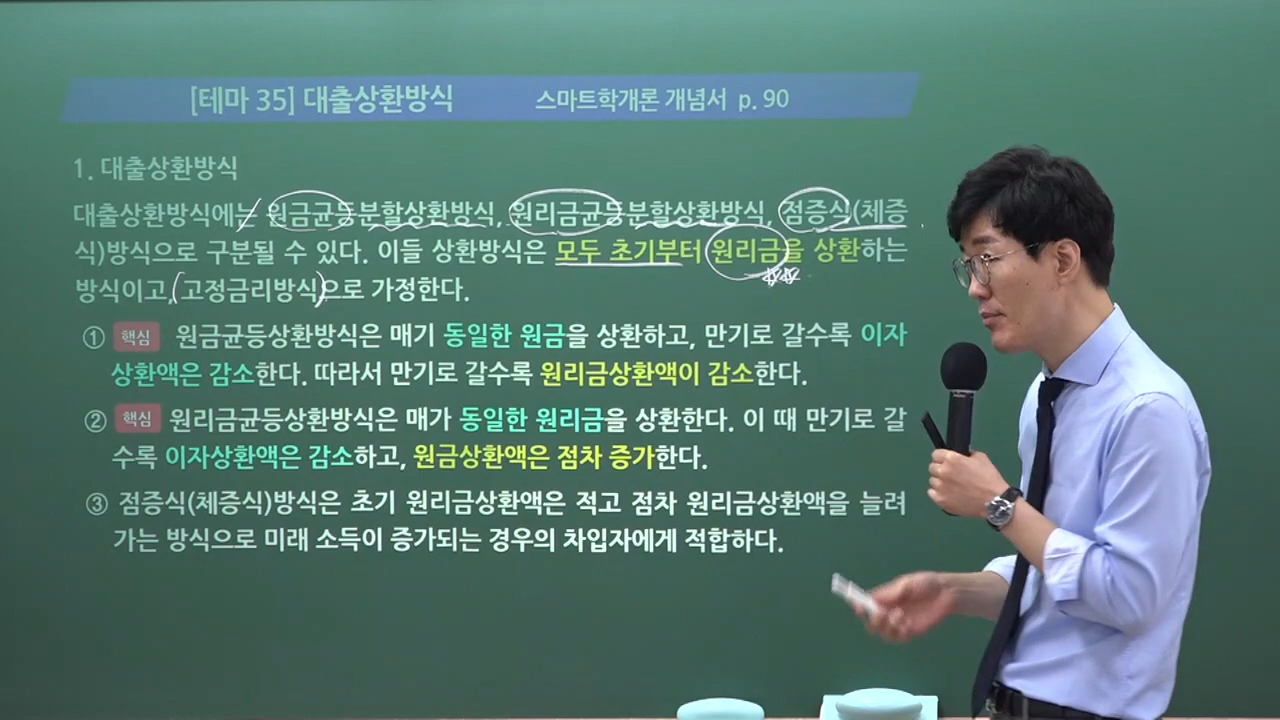 [테마 35] 대출상환방식 스마트학개론 개념서 p. 90
1. 대출상환방식
대출상환방식에는 원금균등분할상환방식, 원리금균등분할상환방식, 점증식(체증
식)방식으로 구분될 수 있다. 이들 상환방식은 모두 초기부터 원리금을 상환하는
방식이고, 고정금리방식으로 가정한다.
① 핵심 원금균등상환방식은 매기 동일한 원금을 상환하고, 만기로 갈수록 이자
상환액은 감소한다. 따라서 만기로 갈수록 원리금상환액이 감소한다.
② 핵심 원리금균등상환방식은 매가 동일한 원리금을 상환한다. 이 때 만기로 갈
수록 이자상환액은 감소하고, 원금상환액은 점차 증가한다.
③ 점증식(체증식)방식은 초기 원리금상환액은 적고 점차 원리금상환액을 늘려
가는 방식으로 미래 소득이 증가되는 경우의 차입자에게 적합하다.